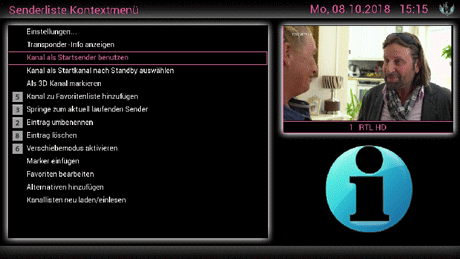 Senderliste Kontextmenü
Mo, 08.10.2018 15:15
Einstellungen...
Transponder-Info anzeigen
Kanal als Startsender benutzen
Kanal als Startkanal nach Standby auswählen
Als 3D Kanal markieren
5 Kanal zu Favoritenliste hinzufügen
3 Springe zum aktuell laufenden Sender
2 Eintrag umbenennen
8 Eintrag löschen
6 Verschiebemodus aktivieren
Marker einfügen
Favoriten bearbeiten
Alternativen hinzufügen
Kanallisten neu laden/einlesen
1 RTL HD
i